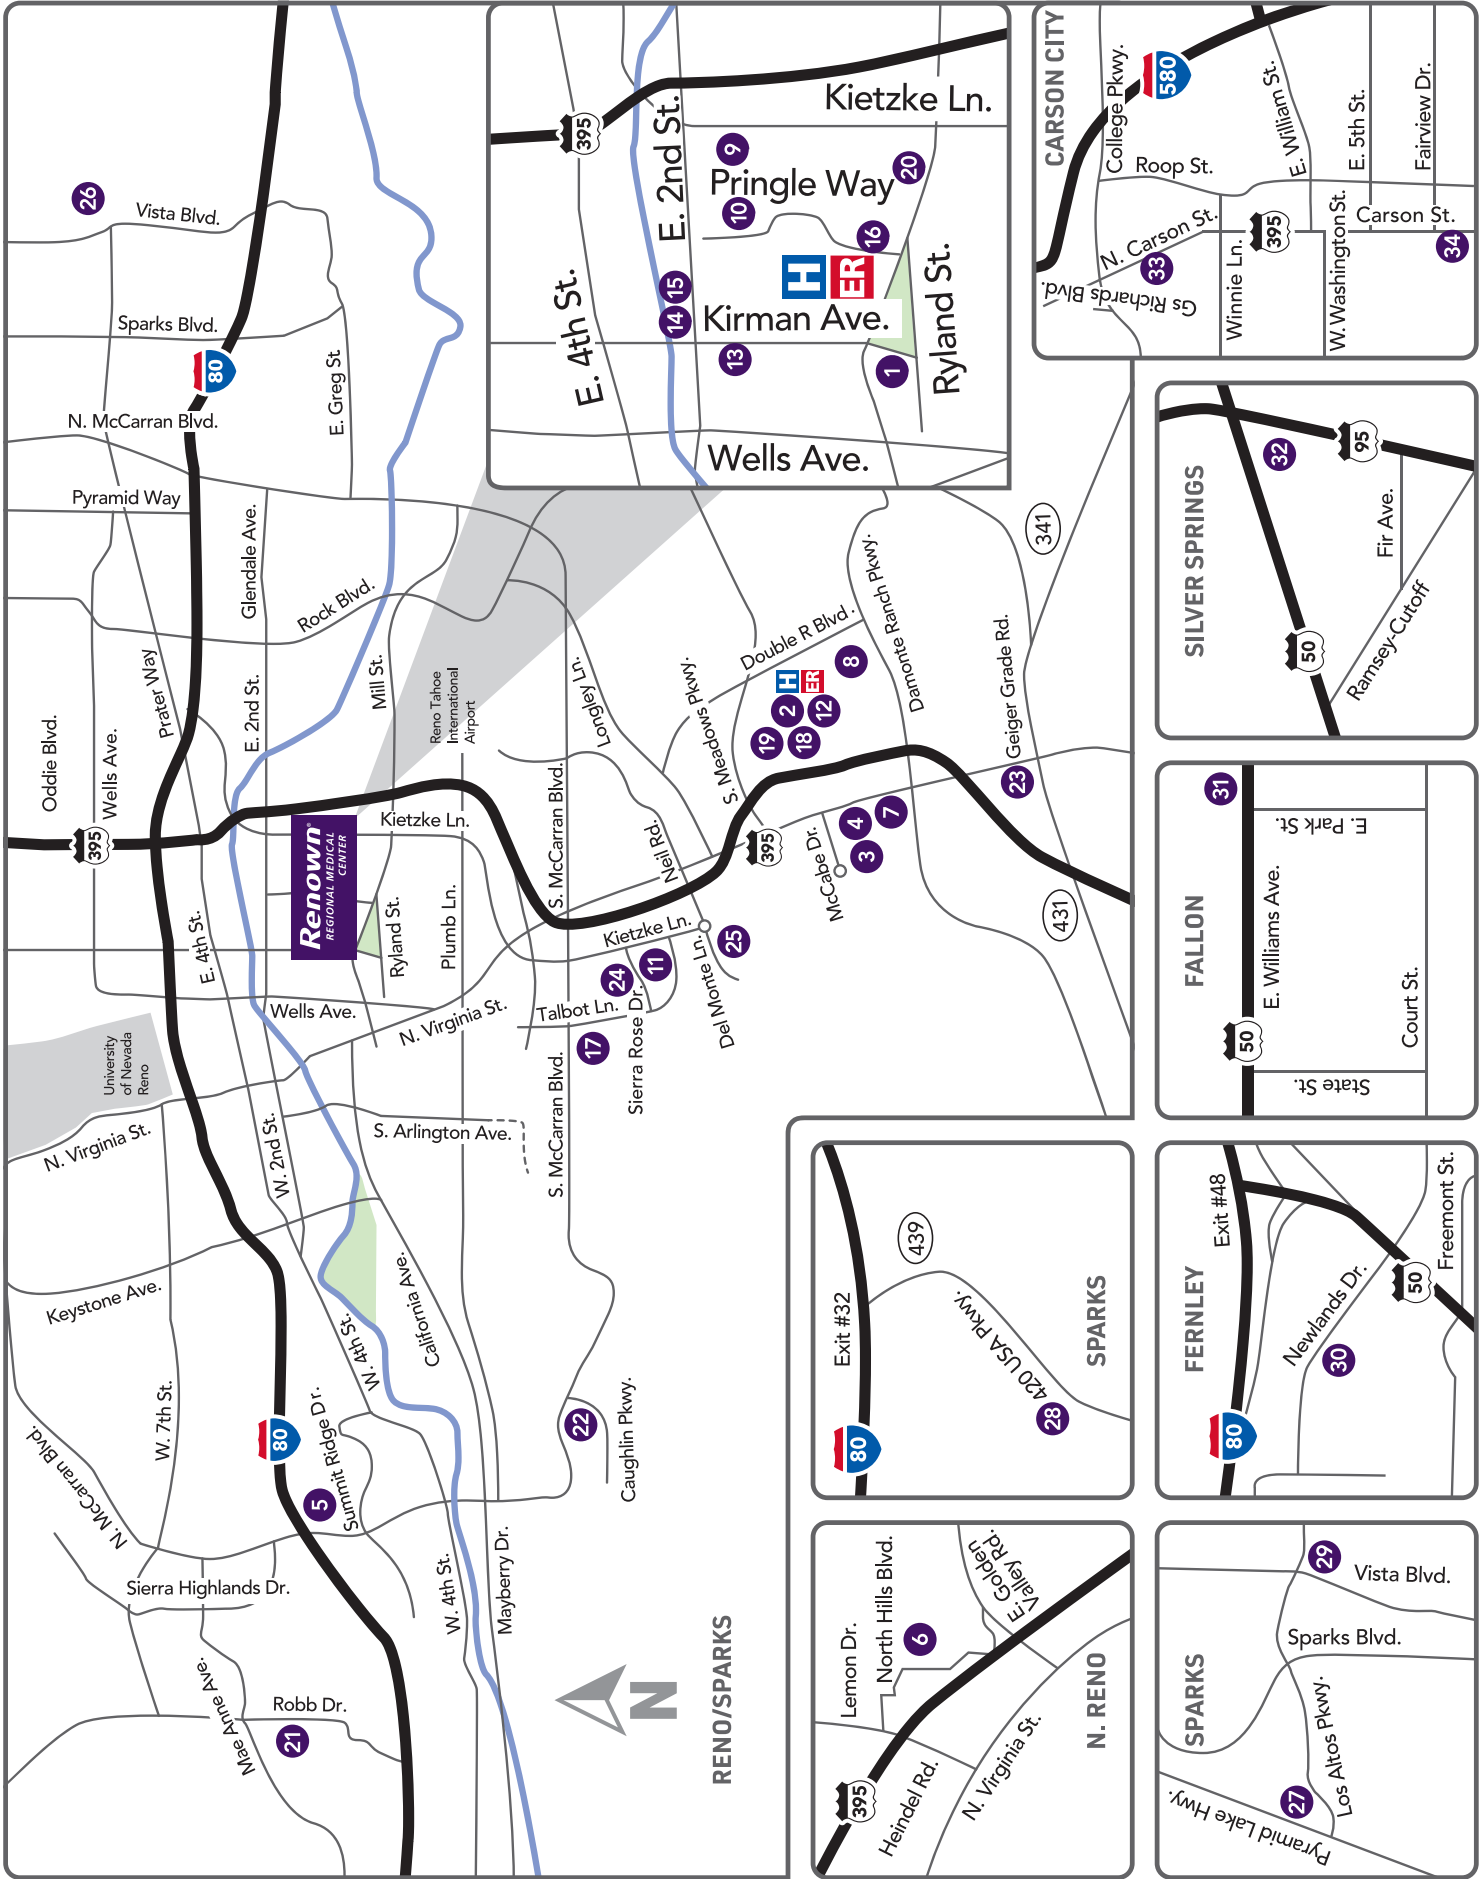 26
Vista Blvd.
Sparks Blvd.
80
N. McCarran Blvd.
E. Greg St.
Pyramid Way
Glendale Ave.
Rock Blvd.
Prater Way
E. 2nd St.
Mill St.
Reno Tahoe
International
Airport
Oddie Blvd.
Wells Ave.
395
Kietzke Ln.
Renown
REGIONAL MEDICAL
CENTER
Ryland St.
Plumb Ln.
E. 4th St.
Wells Ave.
N. Virginia St.
University
of Nevada
Reno
N. Virginia St.
W. 2nd St.
S. Arlington Ave.
S. McCarran Blvd.
S. McCarran Blvd.
Longley Ln.
Neil Rd.
S. Meadows Pkwy.
Double R Blvd.
Damonte Ranch Pkwy.
Geiger Grade Rd.
341
H
ER
8
2
12
19
18
23
395
McCabe Dr.
4
7
3
431
Kietzke Ln.
24
11
25
Talbot Ln.
Sierra Rose Dr.
Del Monte Ln.
17
Keystone Ave.
W. 7th St.
W. 4th St.
California Ave.
80
N. McCarran Blvd.
5
Summit Ridge Dr.
22
Caughlin Pkwy.
Sierra Highlands Dr.
W. 4th St.
Mayberry Dr.
Mae Anne Ave.
Robb Dr.
21
N
RENO/SPARKS
395
Kietzke Ln.
E. 2nd St.
9
Pringle Way
20
10
16
E. 4th St.
15
14
H
ER
Kirman Ave.
13
1
Ryland St.
Wells Ave.
CARSON CITY
College Pkwy.
580
Roop St.
E. William St.
E. 5th St.
Fairview Dr.
N. Carson St.
33
Gs Richards Blvd.
395
Winnie Ln.
W. Washington St.
Carson St.
34
SILVER SPRINGS
32
95
Fir Ave.
50
Ramsey-Cutoff
FALLON
31
E. Park St.
E. Williams Ave.
50
Court St.
State St.
Exit #32
439
420 USA Pkwy.
80
28
SPARKS
FERNLEY
Exit #48
Freemont St.
50
Newlands Dr.
30
80
Lemon Dr.
North Hills Blvd.
E. Golden
Valley Rd.
6
395
Heindel Rd.
N. Virginia St.
N. RENO
SPARKS
29
Vista Blvd.
Sparks Blvd.
Los Altos Pkwy.
27
Pyramid Lake Hwy.